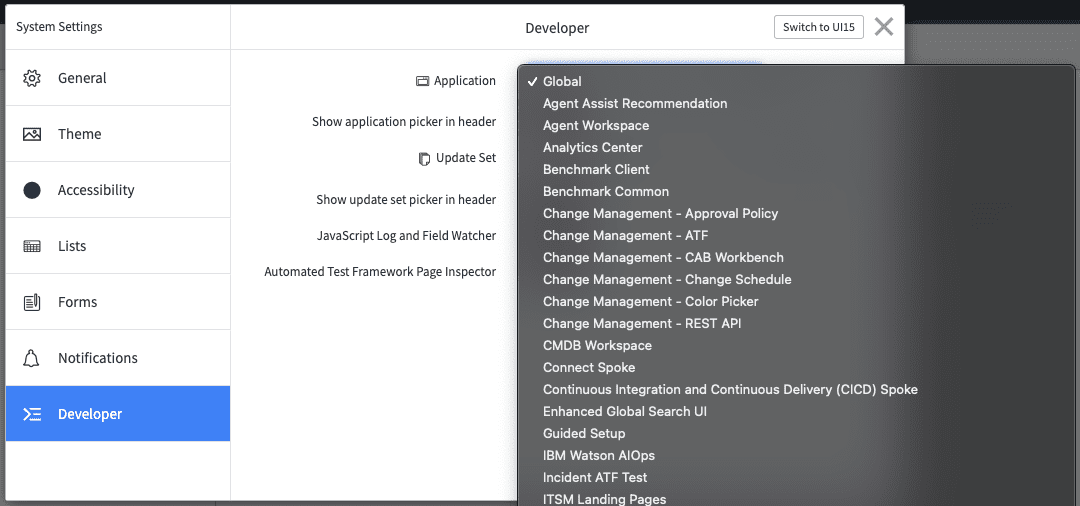 System Settings
Developer
Switch to UI15
General
Theme
Accessibility
Lists
Forms
Notifications
Developer
Application
Show application picker in header
Update Set
Show update set picker in header
JavaScript Log and Field Watcher
Automated Test Framework Page Inspector
Global
Agent Assist Recommendation
Agent Workspace
Analytics Center
Benchmark Client
Benchmark Common
Change Management - Approval Policy
Change Management - ATF
Change Management - CAB Workbench
Change Management - Change Schedule
Change Management - Color Picker
Change Management - REST API
CMDB Workspace
Connect Spoke
Continuous Integration and Continuous Delivery (CICD) Spoke
Enhanced Global Search UI
Guided Setup
IBM Watson AIOps
Incident ATF Test
ITSM Landing Pages